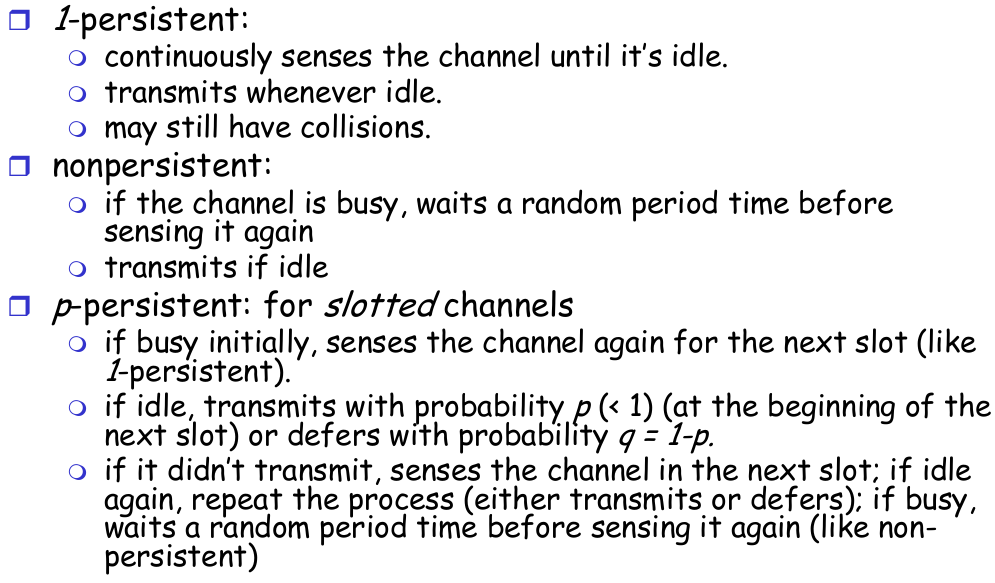 1-persistent:
continuously senses the channel until it's idle.
transmits whenever idle.
may still have collisions.
nonpersistent:
if the channel is busy, waits a random period time before
sensing it again
transmits if idle
p-persistent: for slotted channels
if busy initially, senses the channel again for the next slot (like
1-persistent).
if idle, transmits with probability p (< 1) (at the beginning of the
next slot) or defers with probability q = 1-p.
if it didn't transmit, senses the channel in the next slot; if idle
again, repeat the process (either transmits or defers); if busy,
waits a random period time before sensing it again (like non-
persistent)